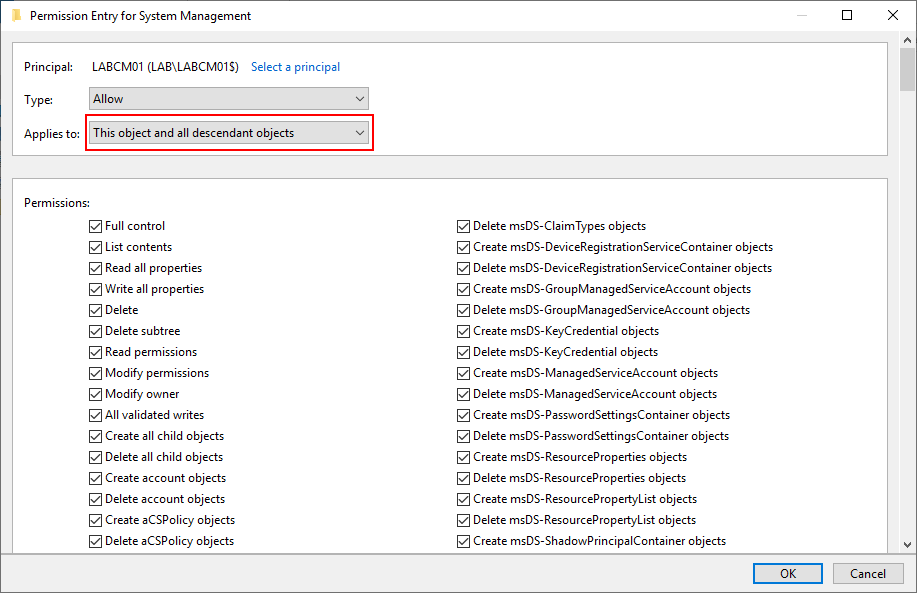 Permission Entry for System Management
Principal: LABCM01 (LAB\LABCM01$) Select a principal
Type: Allow
Applies to: This object and all descendant objects
Permissions:
Full control
List contents
Read all properties
Write all properties
Delete
Delete subtree
Read permissions
Modify permissions
Modify owner
All validated writes
Create all child objects
Delete all child objects
Create account objects
Delete account objects
Create aCSPolicy objects
Delete aCSPolicy objects
Delete msDS-ClaimTypes objects
Create msDS-DeviceRegistrationServiceContainer objects
Delete msDS-DeviceRegistrationServiceContainer objects
Create msDS-GroupManagedServiceAccount objects
Delete msDS-GroupManagedServiceAccount objects
Create msDS-KeyCredential objects
Delete msDS-KeyCredential objects
Create msDS-ManagedServiceAccount objects
Delete msDS-ManagedServiceAccount objects
Create msDS-PasswordSettingsContainer objects
Delete msDS-PasswordSettingsContainer objects
Create msDS-ResourceProperties objects
Delete msDS-ResourceProperties objects
Create msDS-ResourcePropertyList objects
Delete msDS-ResourcePropertyList objects
Create msDS-ShadowPrincipalContainer objects
OK Cancel